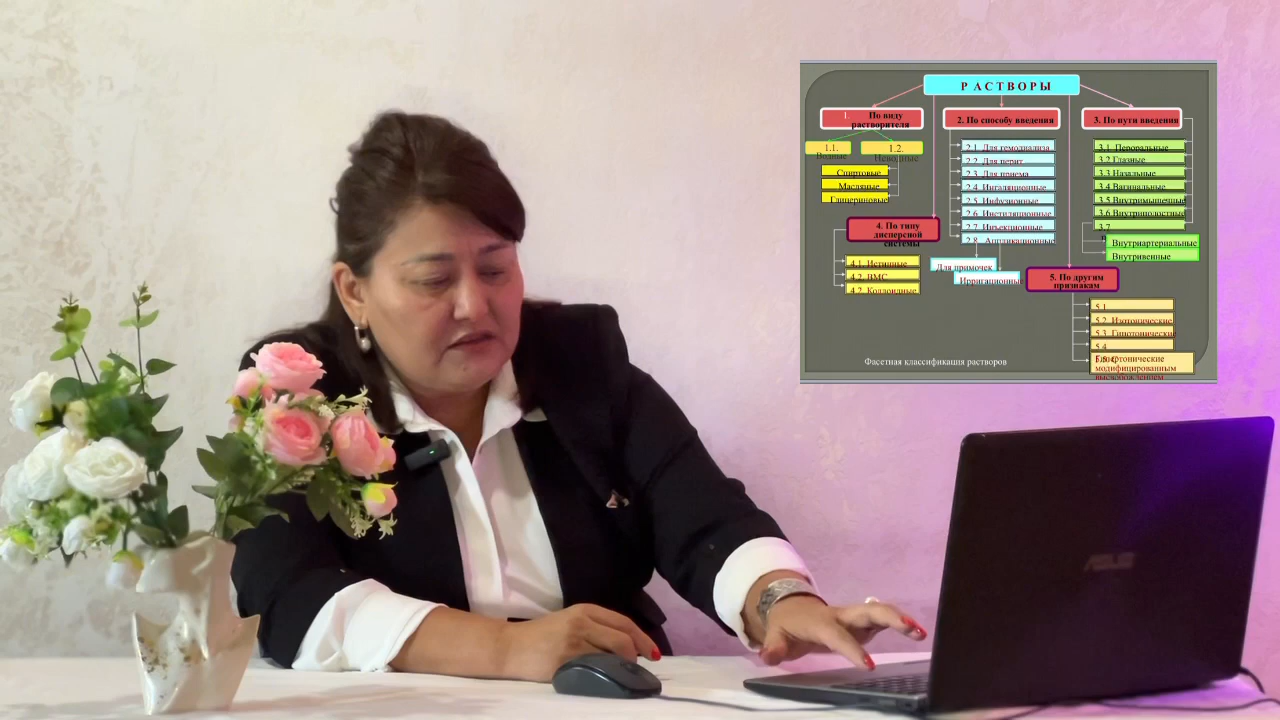 Р А С Т В О Р Ы
1. По виду
растворителя
2. По способу введения
3. По пути введения
1.1.
Водные
1.2.
Неводные
Спиртовые
Масляные
Глицериновые
2.1. Для гемодиализа
2.2. Для перит.
2.3. Для приема
2.4. Ингаляционные
2.5. Инфузионные
2.6. Инстиляционные
2.7. Инъекционные
2.8. Аппликационные
Для примочек
Ирригационные
3.1. Пероральные
3.2 Глазные
3.3 Назальные
3.4 Вагинальные
3.5 Внутримышечные
3.6 Внутриполостные
3.7
Внутриартериальные
Внутривенные
4. По типу
дисперсной
системы
4.1. Истинные
4.2. ВМС
4.2. Коллоидные
5. По другим
признакам
5.1
5.2. Изотонические
5.3. Гипотонические
5.4
Гипертонические
модифицированным
высвобождением
Фасетная классификация растворов
ASUS